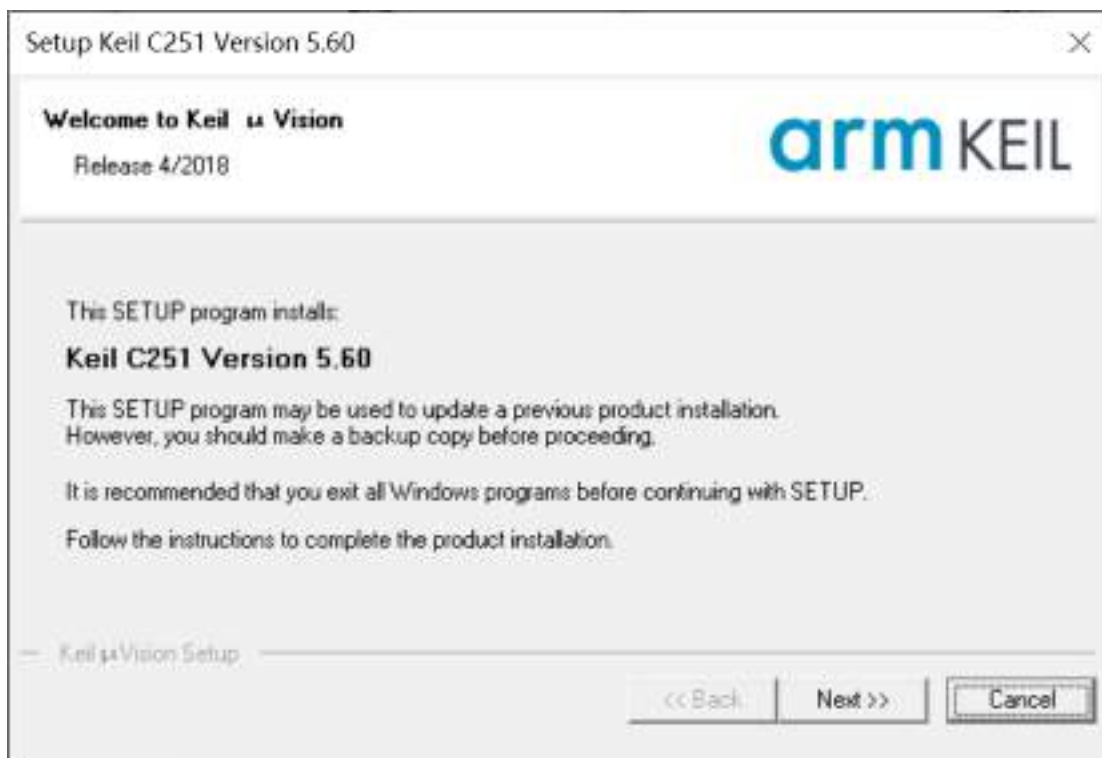 Setup Keil C251 Version 5.60
Welcome to Keil μ Vision
Release 4/2018
arm KEIL
This SETUP program installs:
Keil C251 Version 5.60
This SETUP program may be used to update a previous product installation.
However, you should make a backup copy before proceeding.
It is recommended that you exit all Windows programs before continuing with SETUP.
Follow the instructions to complete the product installation.
Keil μVision Setup
<< Back
Next >>
Cancel